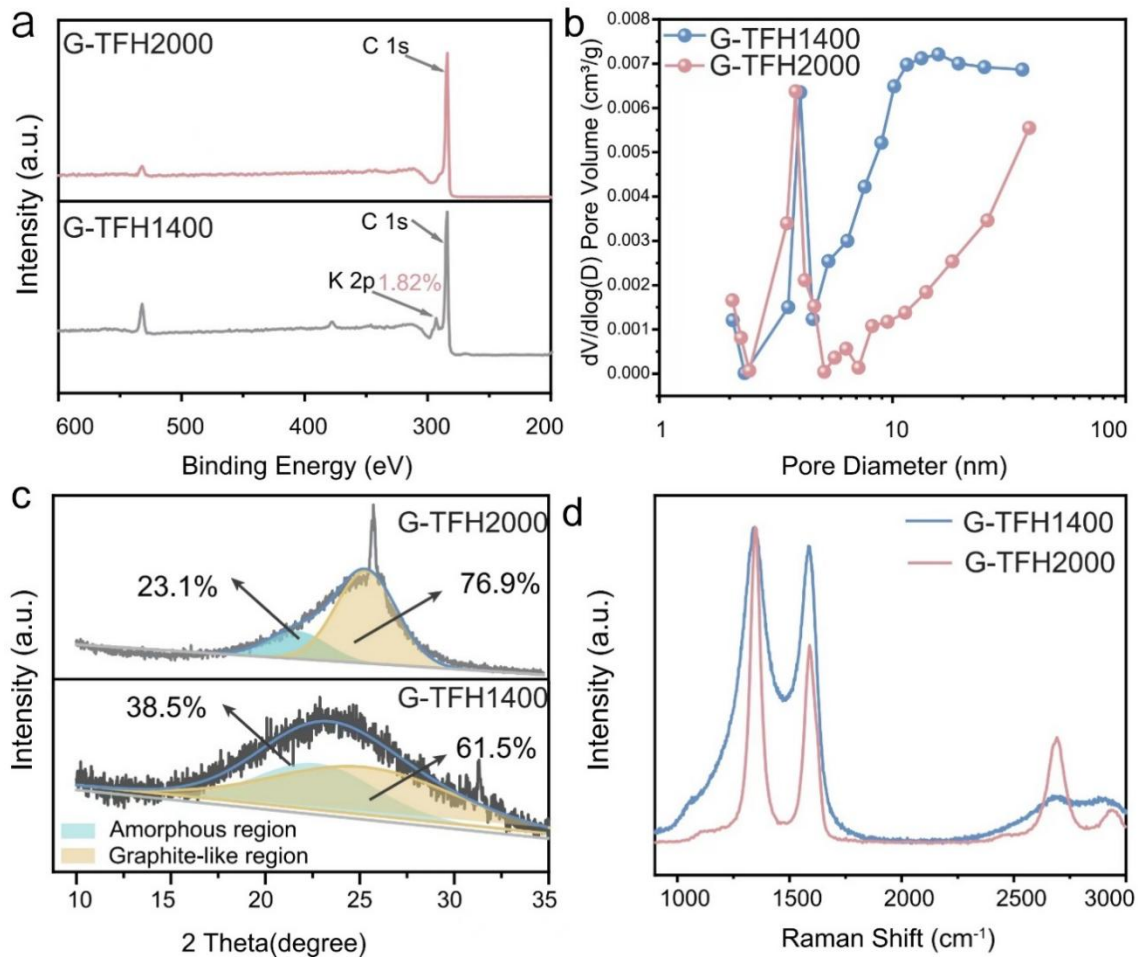 a
G-TFH2000
C 1s
G-TFH1400
C 1s
K 2p 1.82%
Intensity (a.u.)
600 500 400 300 200
Binding Energy (eV)
b
G-TFH1400
G-TFH2000
dV/dlog(D) Pore Volume (cm³/g)
0.008
0.007
0.006
0.004
0.003
0.002
0.001
0.000
1 10 100
Pore Diameter (nm)
c
G-TFH2000
23.1%
76.9%
G-TFH1400
38.5%
61.5%
Amorphous region
Graphite-like region
Intensity (a.u.)
10 15 20 25 30 35
2 Theta(degree)
d
G-TFH1400
G-TFH2000
Intensity (a.u.)
1000 1500 2000 2500 3000
Raman Shift (cm⁻¹)